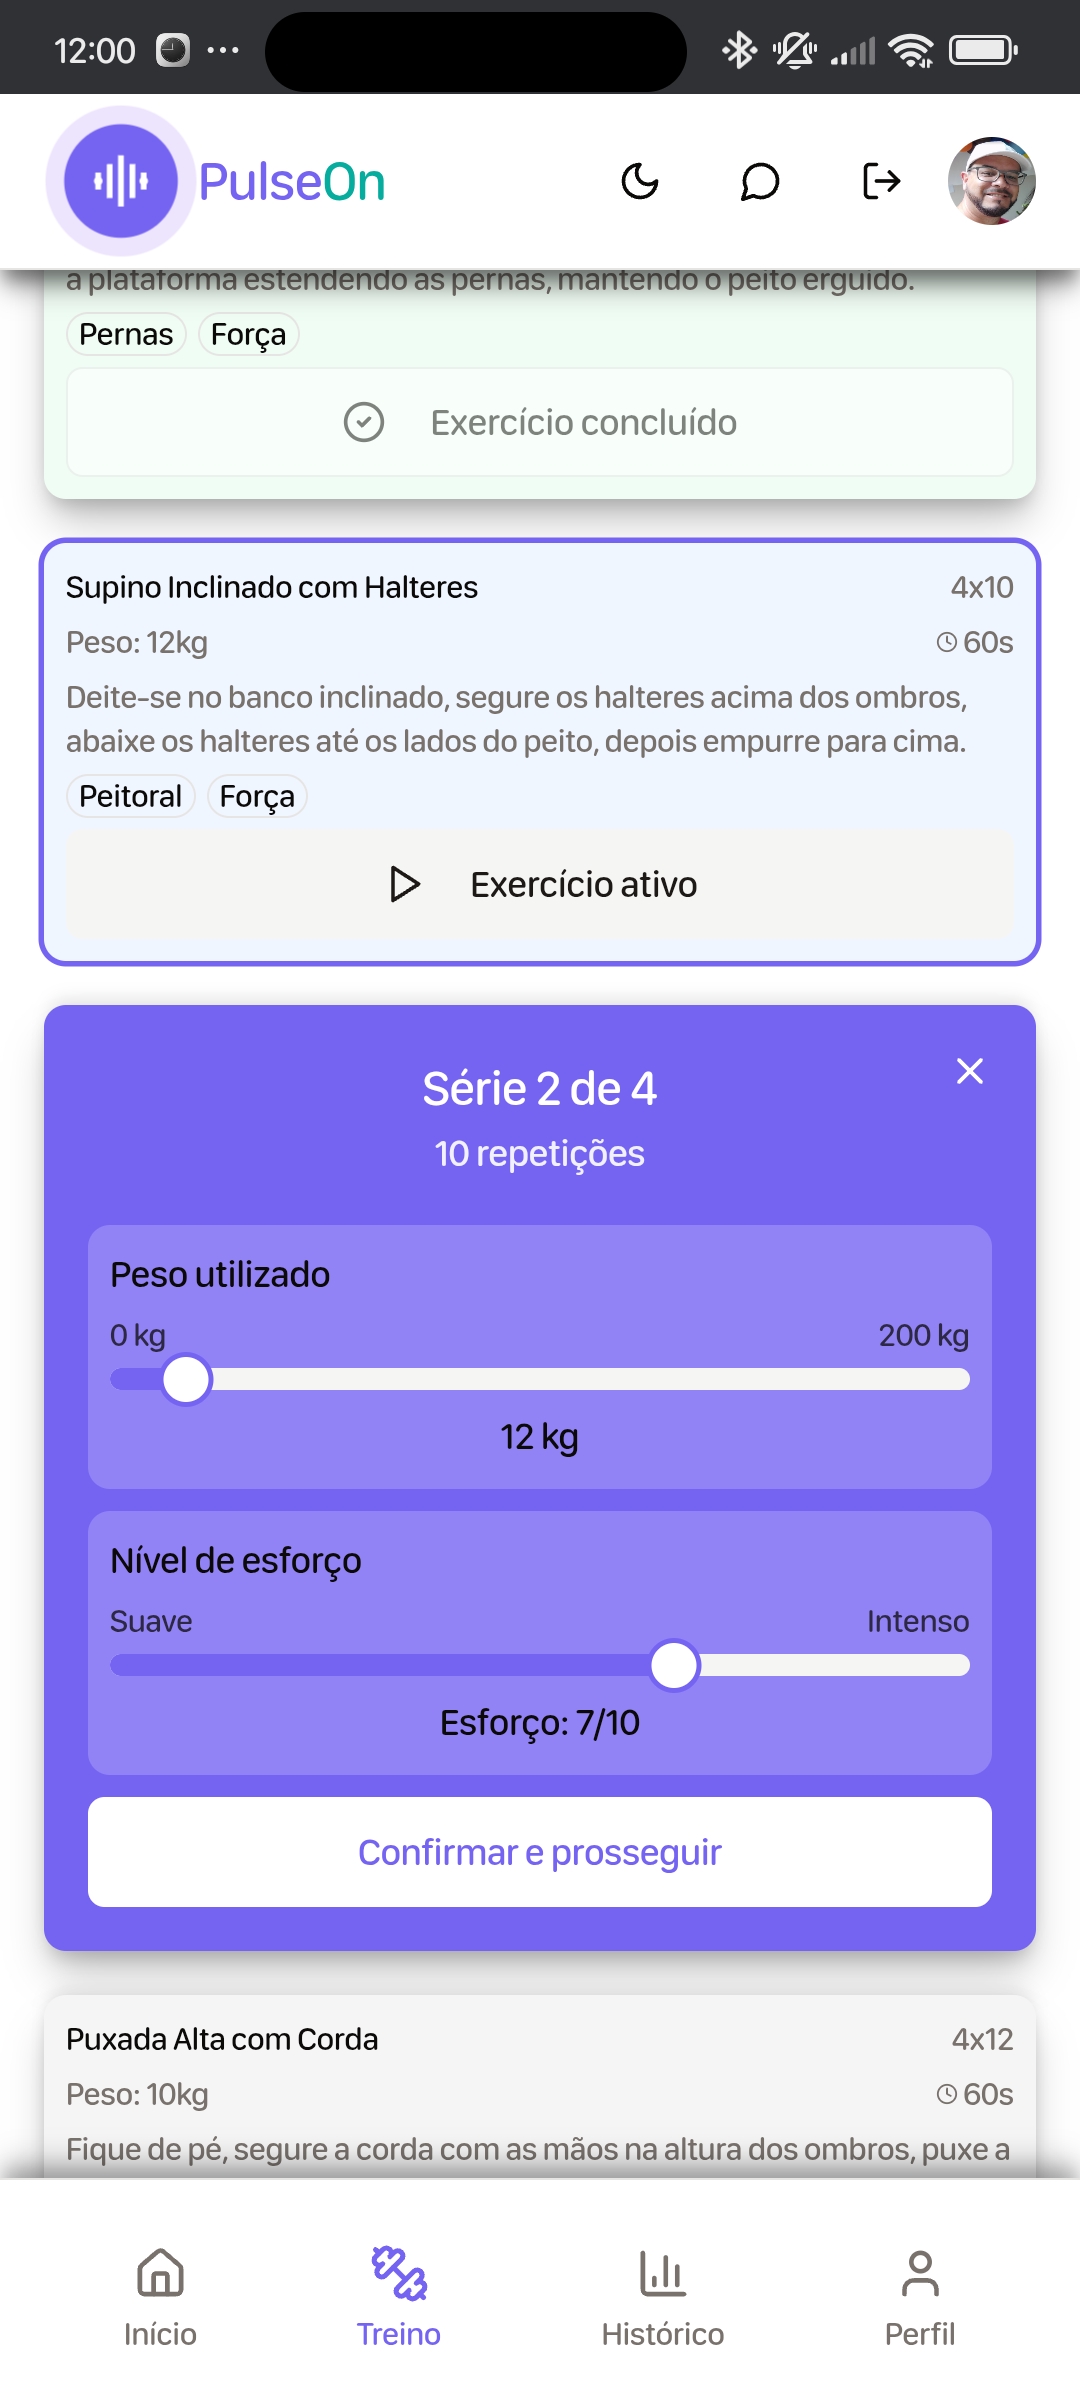 12:00
PulseOn
a plataforma estendendo as pernas, mantendo o peito erguido.
Pernas Força
Exercício concluído
Supino Inclinado com Halteres 4x10
Peso: 12kg 60s
Deite-se no banco inclinado, segure os halteres acima dos ombros,
abaixe os halteres até os lados do peito, depois empurre para cima.
Peitoral Força
Exercício ativo
Série 2 de 4
10 repetições
Peso utilizado
0 kg 200 kg
12 kg
Nível de esforço
Suave Intenso
Esforço: 7/10
Confirmar e prosseguir
Puxada Alta com Corda 4x12
Peso: 10kg 60s
Fique de pé, segure a corda com as mãos na altura dos ombros, puxe a
Início Treino Histórico Perfil